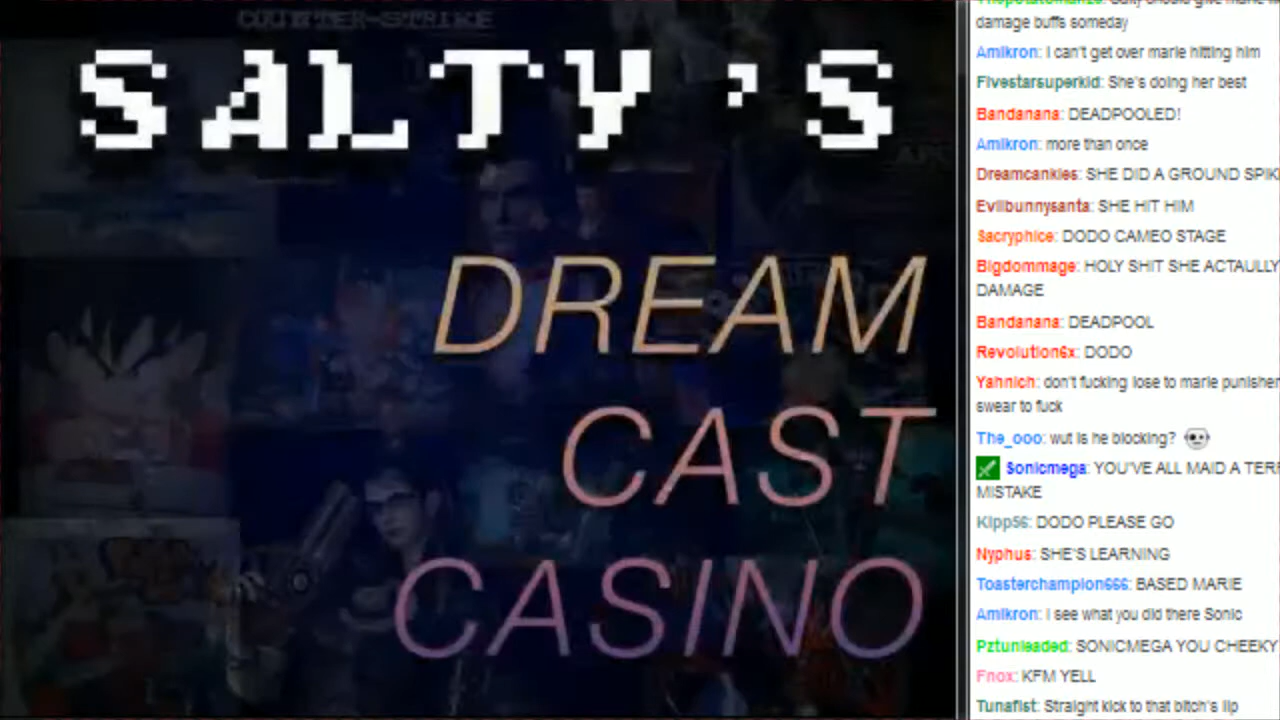 COUNTER-STRIKE
SALTY'S
DREAM
CAST
CASINO
damage buffs someday
Amikron: I can't get over marie hitting him
Fivestarsuperkid: She's doing her best
Bandanana: DEADPOOLED!
Amikron: more than once
Dreamcankles: SHE DID A GROUND SPIK
Evilbunnysanta: SHE HIT HIM
Sacryphice: DODO CAMEO STAGE
Bigdommage: HOLY SHIT SHE ACTAULLY
DAMAGE
Bandanana: DEADPOOL
Revolution6x: DODO
Yahnich: don't fucking lose to marie punisher
swear to fuck
The_ooo: wut is he blocking?
Sonicmega: YOU'VE ALL MAID A TERR
MISTAKE
Kipp56: DODO PLEASE GO
Nyphus: SHE'S LEARNING
Toasterchampion666: BASED MARIE
Amikron: I see what you did there Sonic
Pztunleaded: SONICMEGA YOU CHEEKY
Fnox: KFM YELL
Tunafist: Straight kick to that bitch's lip